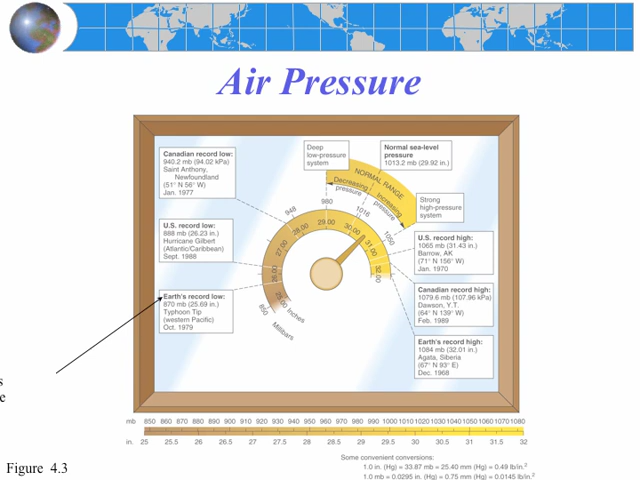 Air Pressure
Canadian record low:
940.2 mb (94.02 kPa)
Saint Anthony,
Newfoundland
(51° N 56° W)
Jan. 1977
Deep
low-pressure
system
Normal sea-level
pressure
1013.2 mb (29.92 in.)
NORMAL RANGE
Decreasing
pressure
Increasing
pressure
Strong
high-pressure
system
U.S. record low:
888 mb (26.23 in.)
Hurricane Gilbert
(Atlantic/Caribbean)
Sept. 1988
948
980
1016
1050
25.00
26.00
27.00
28.00
29.00
30.00
31.00
32.00
850
Inches
Millibars
U.S. record high:
1065 mb (31.43 in.)
Barrow, AK
(71° N 156° W)
Jan. 1970
Earth's record low:
870 mb (25.69 in.)
Typhoon Tip
(western Pacific)
Oct. 1979
Canadian record high:
1079.6 mb (107.96 kPa)
Dawson, Y.T.
(64° N 139° W)
Feb. 1989
Earth's record high:
1084 mb (32.01 in.)
Agata, Siberia
(67° N 93° E)
Dec. 1968
s
e
mb 850 860 870 880 890 900 910 920 930 940 950 960 970 980 990 1000 1010 1020 1030 1040 1050 1060 1070 1080
in. 25 25.5 26 26.5 27 27.5 28 28.5 29 29.5 30 30.5 31 31.5 32
Some convenient conversions:
1.0 in. (Hg) = 33.87 mb = 25.40 mm (Hg) = 0.49 lb/in.²
1.0 mb = 0.0295 in. (Hg) = 0.75 mm (Hg) = 0.0145 lb/in.²
Figure 4.3